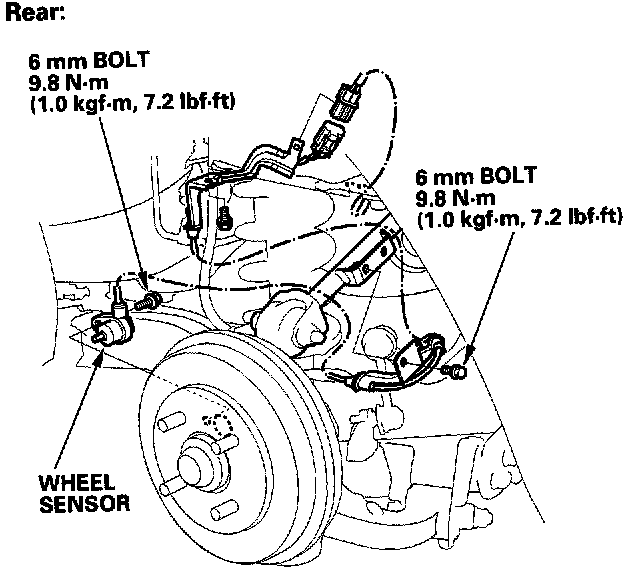 Rear:
6 mm BOLT
9.8 N·m
(1.0 kgf·m, 7.2 lbf·ft)
6 mm BOLT
9.8 N·m
(1.0 kgf·m, 7.2 lbf·ft)
WHEEL
SENSOR